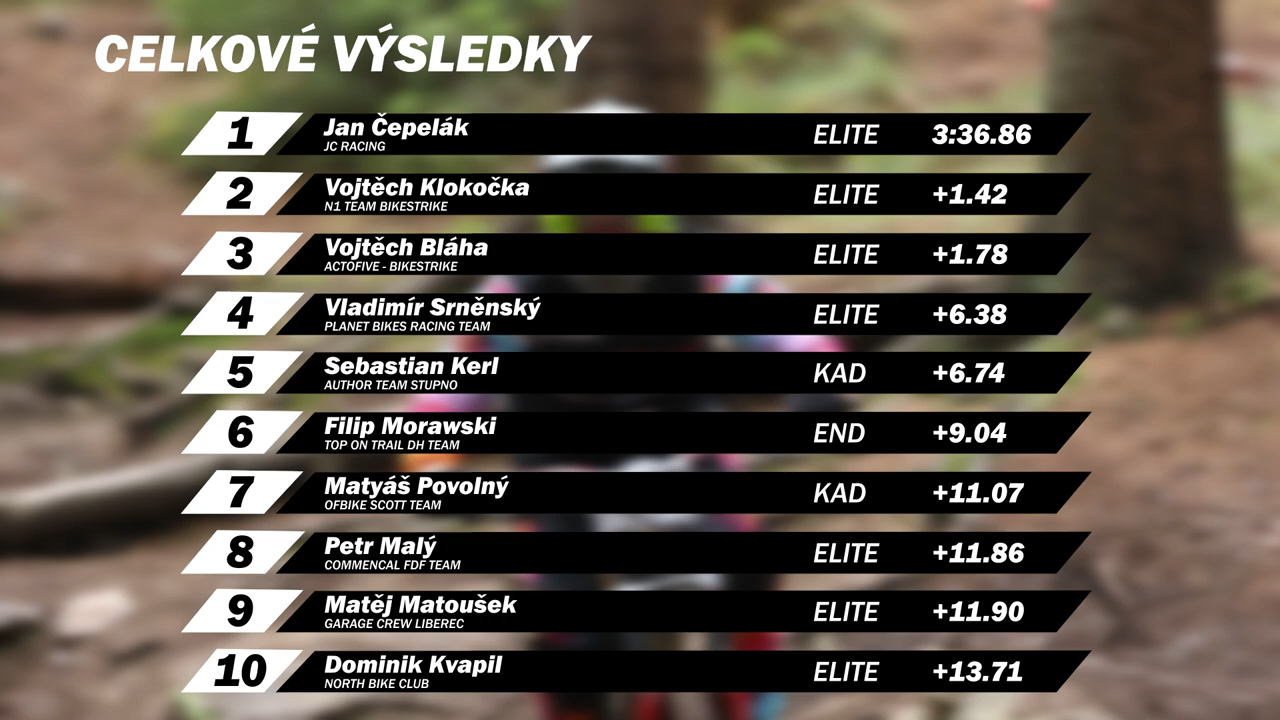 CELKOVÉ VÝSLEDKY
1 Jan Čepelák ELITE 3:36.86
JC RACING
2 Vojtěch Klokočka ELITE +1.42
N1 TEAM BIKESTRIKE
3 Vojtěch Bláha ELITE +1.78
ACTOFIVE - BIKESTRIKE
4 Vladimír Srněnský ELITE +6.38
PLANET BIKES RACING TEAM
5 Sebastian Kerl KAD +6.74
AUTHOR TEAM STUPNO
6 Filip Morawski END +9.04
TOP ON TRAIL DH TEAM
7 Matyáš Povolný KAD +11.07
OFBIKE SCOTT TEAM
8 Petr Malý ELITE +11.86
COMMENCAL FDF TEAM
9 Matěj Matoušek ELITE +11.90
GARAGE CREW LIBEREC
10 Dominik Kvapil ELITE +13.71
NORTH BIKE CLUB